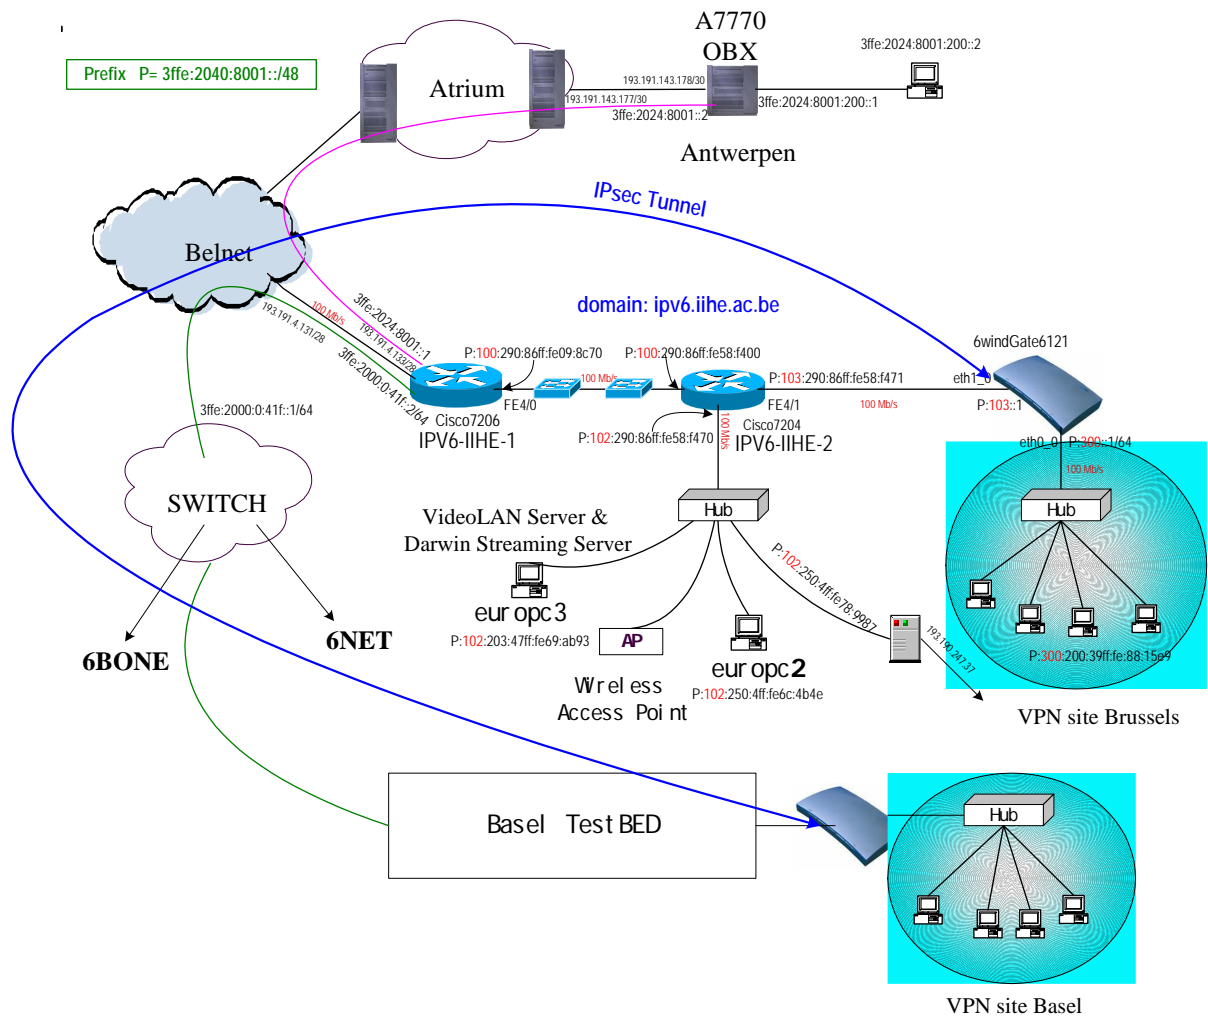 A7770
OBX
3ffe:2024:8001:200::2
Prefix P= 3ffe:2040:8001::/48
Atrium
193.191.143.178/30
193.191.143.177/30
3ffe:2024:8001::2
3ffe:2024:8001:200::1
Antwerpen
IPsec Tunnel
Belnet
domain: ipv6.iihe.ac.be
193.191.4.131/28
100 Mb/s
193.191.4.133/28
3ffe:2024:8001::1
3ffe:2000:0:41f::2/64
6windGate6121
P:100:290:86ff:fe09:8c70
P:100:290:86ff:fe58:f400
100 Mb/s
P:103:290:86ff:fe58:f471
eth1_0
FE4/0
FE4/1
100 Mb/s
P:103::1
Cisco7206
IPV6-IIHE-1
Cisco7204
IPV6-IIHE-2
P:102:290:86ff:fe58:f470
100 Mb/s
3ffe:2000:0:41f::1/64
eth0_0 P:300::1/64
100 Mb/s
SWITCH
Hub
Hub
VideoLAN Server &
Darwin Streaming Server
P:102:250:4ff:fe78:9987
europc3
P:102:203:47ff:fe69:ab93
AP
europc2
P:102:250:4ff:fe6c:4b4e
Wireless
Access Point
193.190.247.37
P:300:200:39ff:fe:88:15e9
6BONE
6NET
VPN site Brussels
Basel Test BED
Hub
VPN site Basel